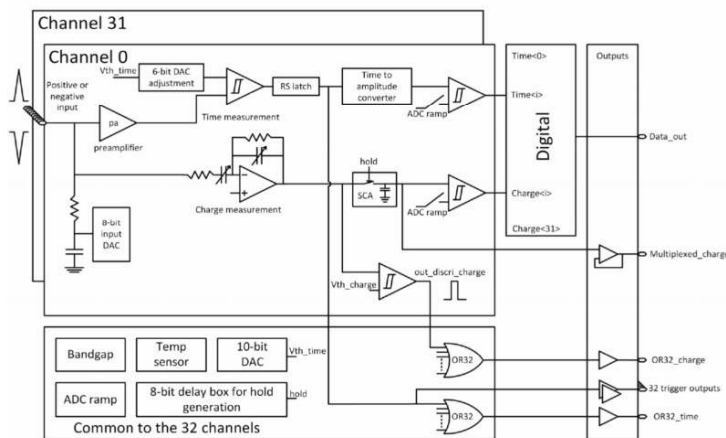 Channel 31
Channel 0
Positive or
negative
input
Vth_time
6-bit DAC
adjustment
pa
preamplifier
Time measurement
RS latch
Time to
amplitude
converter
ADC ramp
Charge measurement
hold
SCA
ADC ramp
8-bit
input
DAC
Vth_charge
out_discri_charge
Time<0>
Time<i>
Digital
Charge<i>
Charge<31>
Outputs
Data_out
Multiplexed_charge
OR32_charge
32 trigger outputs
OR32_time
Bandgap
Temp
sensor
10-bit
DAC
Vth_time
ADC ramp
8-bit delay box for hold
generation
hold
OR32
OR32
Common to the 32 channels